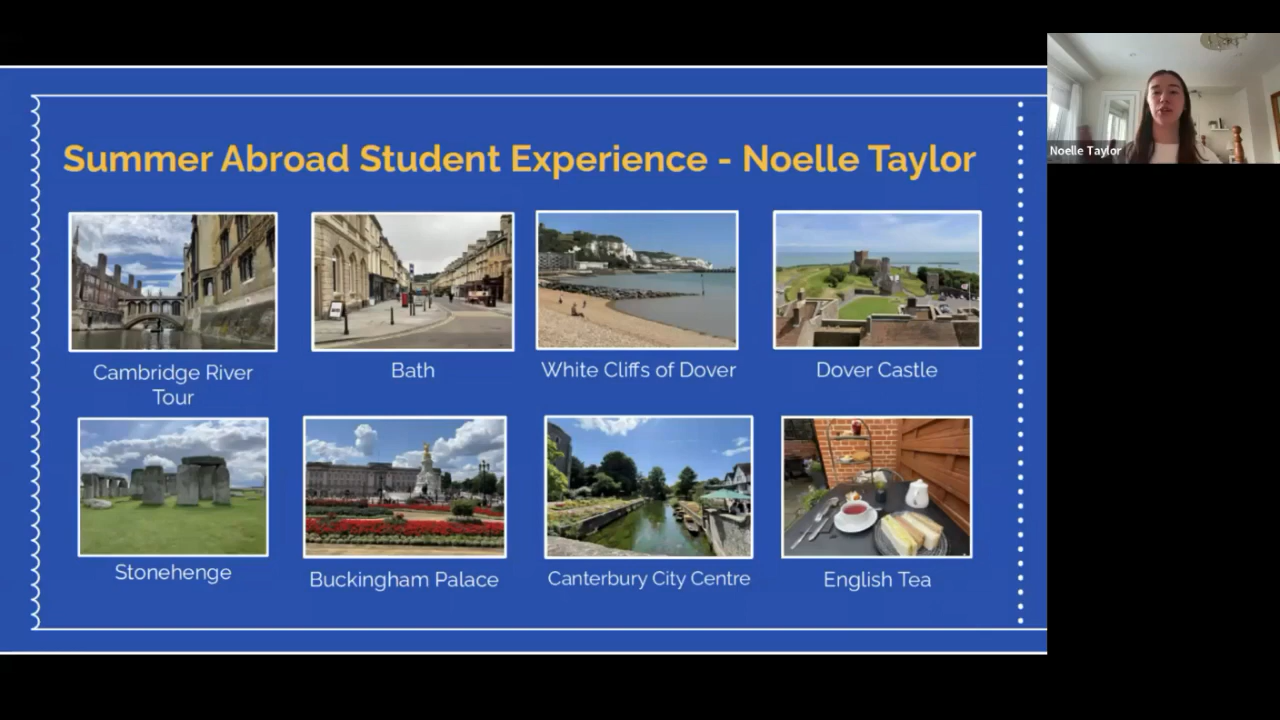 Summer Abroad Student Experience - Noelle Taylor
Noelle Taylor
Cambridge River
Tour
Bath
White Cliffs of Dover
Dover Castle
Stonehenge
Buckingham Palace
Canterbury City Centre
English Tea